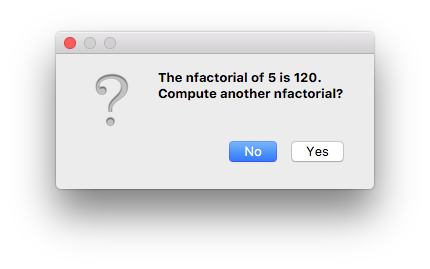 The nfactorial of 5 is 120.
Compute another nfactorial?
No
Yes